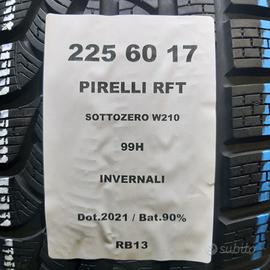 225 60 17
PIRELLI RFT
SOTTOZERO W210
99H
INVERNALI
Dot.2021 / Bat.90%
RB13
subito